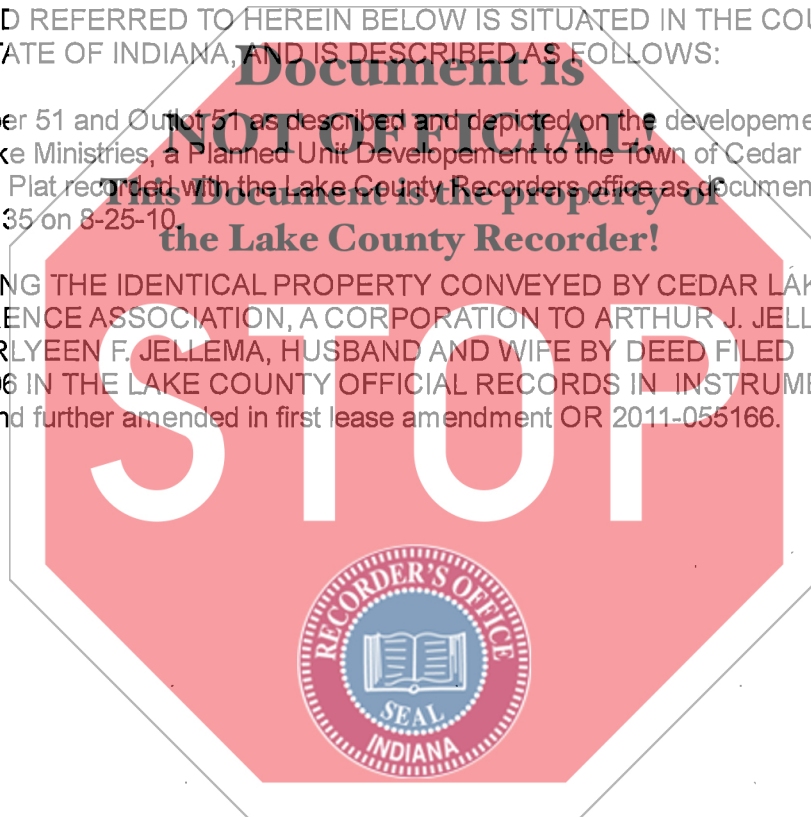 D REFERRED TO HEREIN BELOW IS SITUATED IN THE COU
ATE OF INDIANA, AND IS DESCRIBED AS FOLLOWS:
Document is
er 51 and Outlot 51 as described and depicted on the developeme
NOT OFFICIAL!
ke Ministries, a Planned Unit Developement to the Town of Cedar
This Document is the property of
Plat recorded with the Lake County Recorders office as documen
35 on 8-25-10.
the Lake County Recorder!
NG THE IDENTICAL PROPERTY CONVEYED BY CEDAR LAK
ENCE ASSOCIATION, A CORPORATION TO ARTHUR J. JELL
RLYEEN F. JELLEMA, HUSBAND AND WIFE BY DEED FILED
06 IN THE LAKE COUNTY OFFICIAL RECORDS IN INSTRUME
nd further amended in first lease amendment OR 2011-055166.
STOP
RECORDER'S OFFICE
SEAL
INDIANA